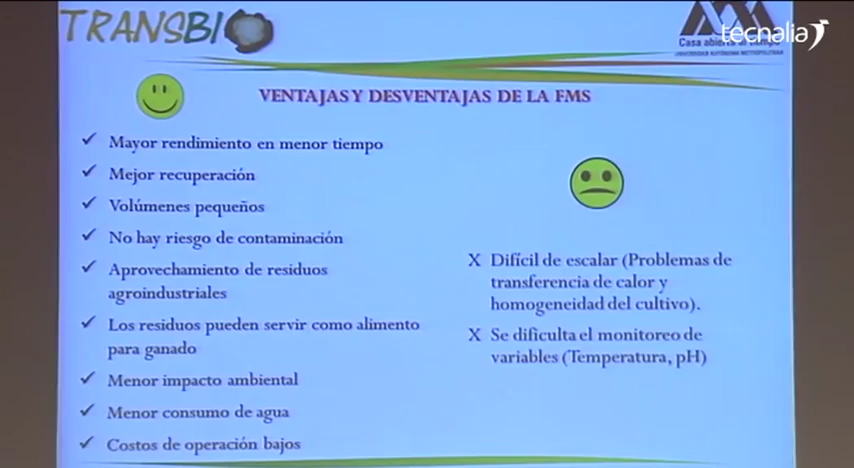 TRANSBIO
tecnalia
Casa abierta al tiempo
UNIVERSIDAD AUTÓNOMA METROPOLITANA
VENTAJAS Y DESVENTAJAS DE LA FMS
✓ Mayor rendimiento en menor tiempo
✓ Mejor recuperación
✓ Volúmenes pequeños
✓ No hay riesgo de contaminación
✓ Aprovechamiento de residuos
agroindustriales
✓ Los residuos pueden servir como alimento
para ganado
✓ Menor impacto ambiental
✓ Menor consumo de agua
✓ Costos de operación bajos
X Difícil de escalar (Problemas de
transferencia de calor y
homogeneidad del cultivo).
X Se dificulta el monitoreo de
variables (Temperatura, pH)